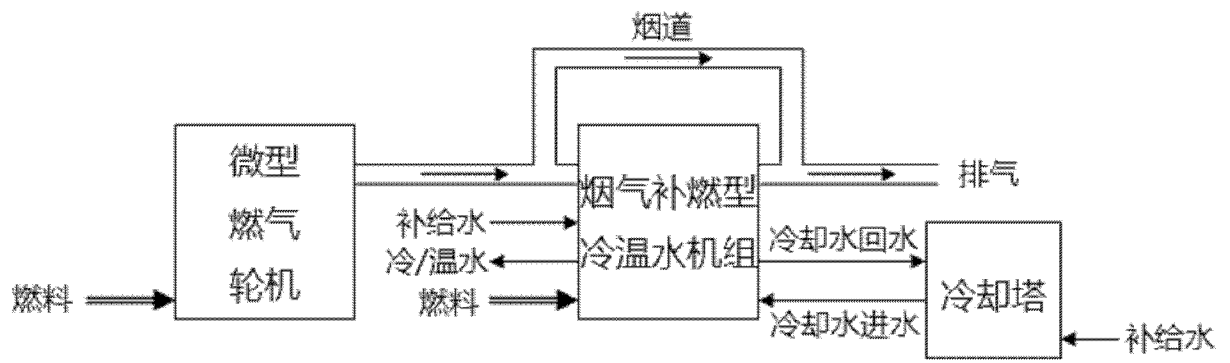 烟道
微型
燃气
轮机
燃料
烟气补燃型
冷温水机组
补给水
冷/温水
燃料
排气
冷却水回水
冷却水进水
冷却塔
补给水